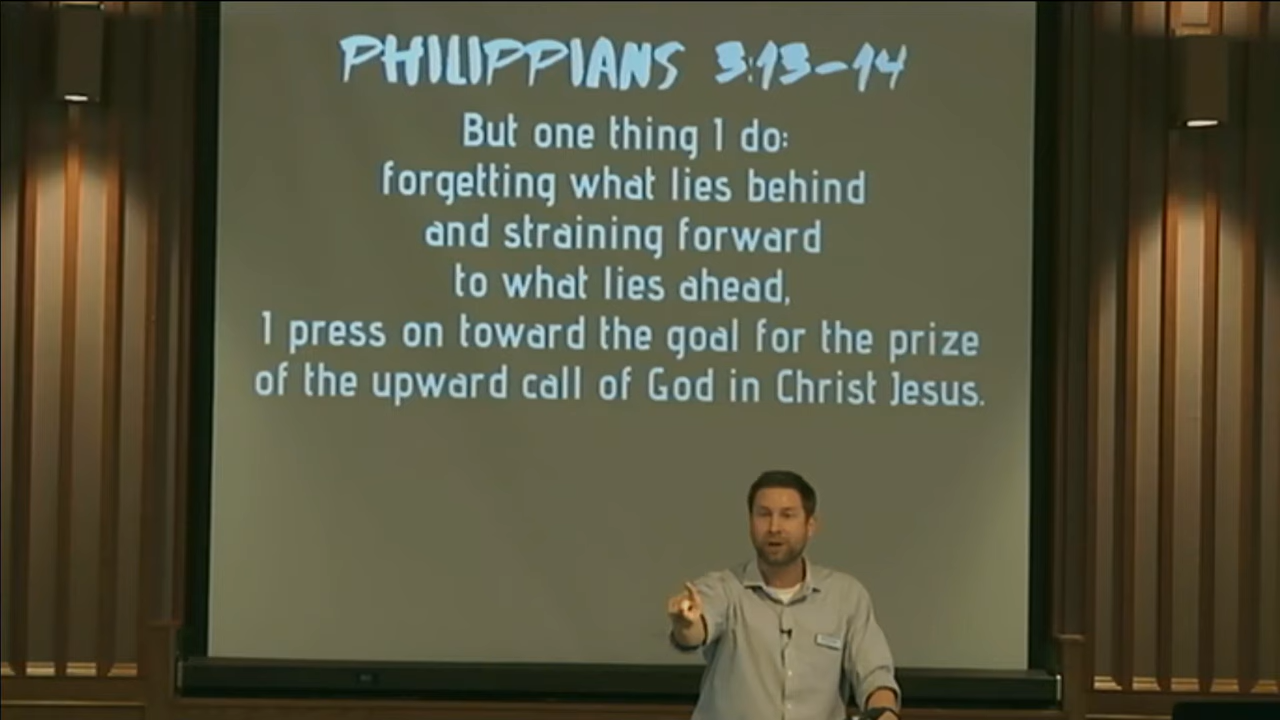 PHILIPPIANS 3:13-14
But one thing I do:
forgetting what lies behind
and straining forward
to what lies ahead,
I press on toward the goal for the prize
of the upward call of God in Christ Jesus.